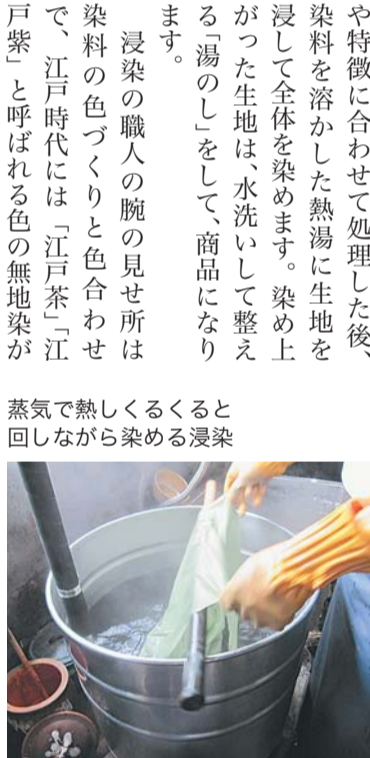 や特徴に合わせて処理した後、
染料を溶かした熱湯に生地を
浸して全体を染めます。染め上
がった生地は、水洗いして整え
る「湯のし」をして、商品になり
ます。
浸染の職人の腕の見せ所は
染料の色づくりと色合わせ
で、江戸時代には「江戸茶」「江
戸紫」と呼ばれる色の無地染が
蒸気で熱しくるくると
回しながら染める浸染